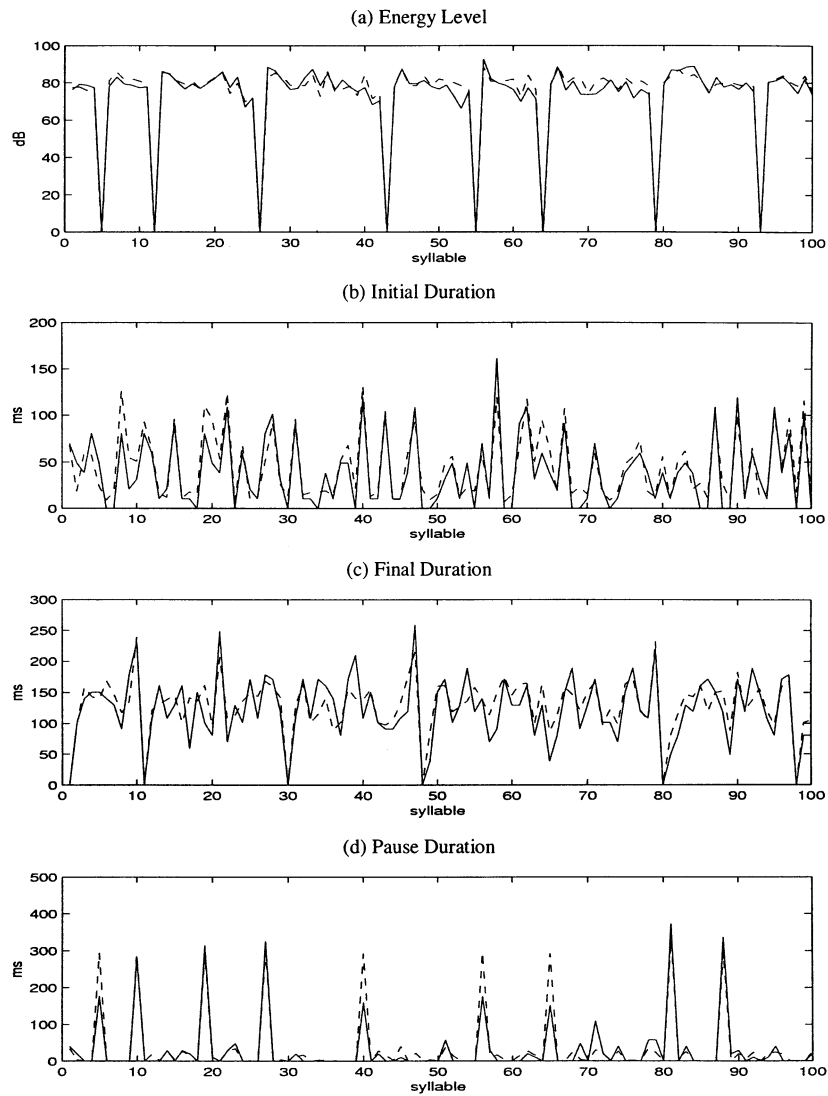 (a) Energy Level
100
80
60
40
20
0
dB
0 10 20 30 40 50 60 70 80 90 100
syllable
(b) Initial Duration
200
150
100
50
0
ms
0 10 20 30 40 50 60 70 80 90 100
syllable
(c) Final Duration
300
250
200
150
100
50
0
ms
0 10 20 30 40 50 60 70 80 90 100
syllable
(d) Pause Duration
500
400
300
200
100
0
ms
0 10 20 30 40 50 60 70 80 90 100
syllable